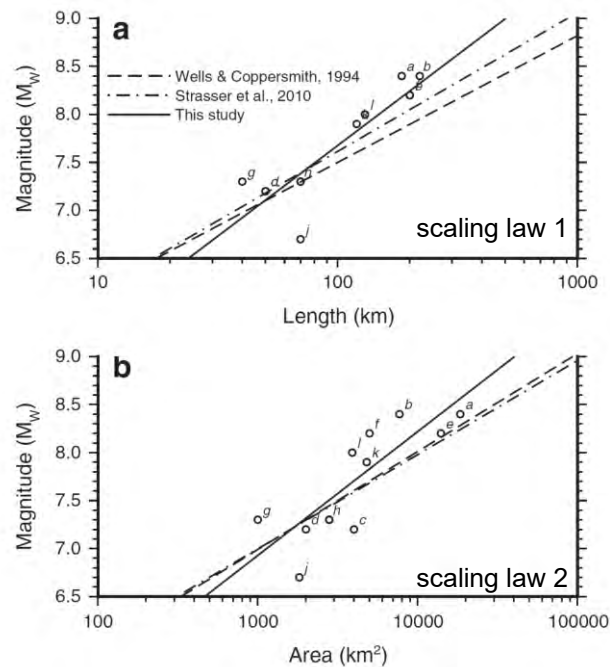 a
9.0
8.5
8.0
7.5
7.0
6.5
Magnitude (Mw)
Wells & Coppersmith, 1994
Strasser et al., 2010
This study
a
b
e
l
g
d
h
j
scaling law 1
10
100
1000
Length (km)
b
9.0
8.5
8.0
7.5
7.0
6.5
Magnitude (Mw)
b
a
f
e
l
k
g
d
h
c
j
scaling law 2
100
1000
10000
100000
Area (km²)